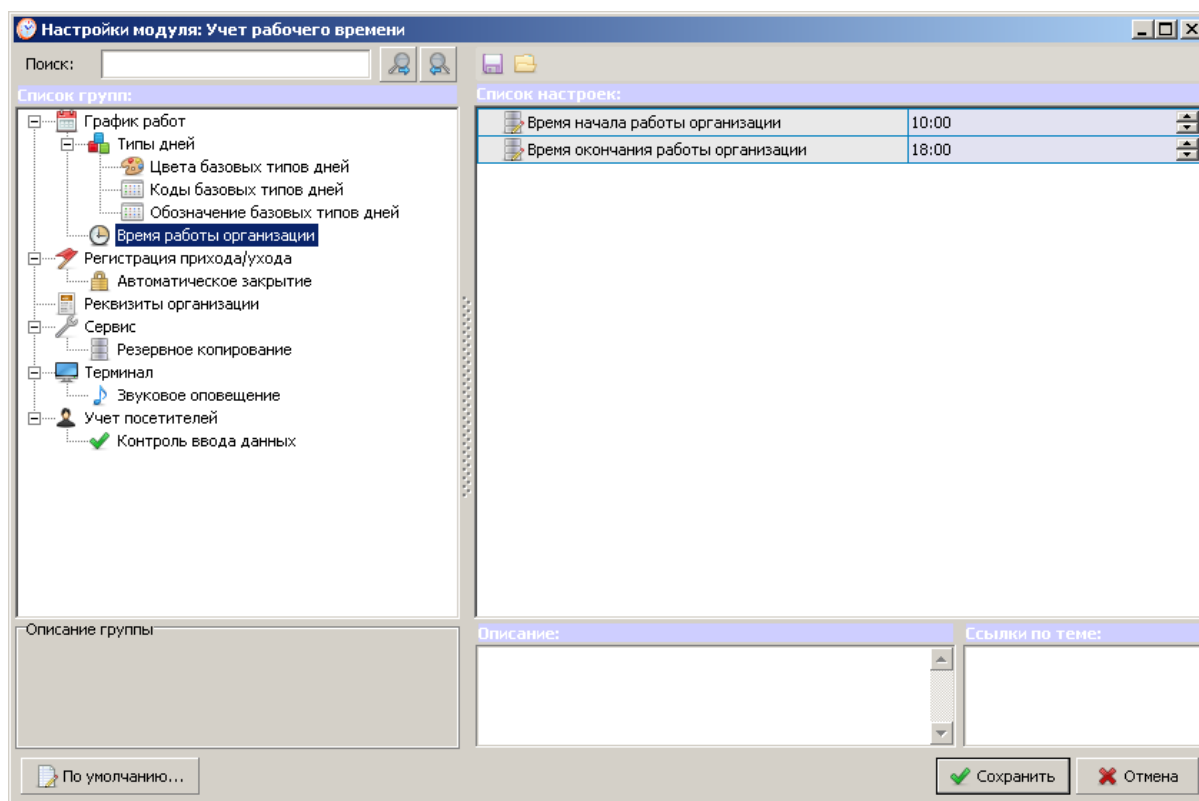 Настройки модуля: Учет рабочего времени
Поиск:
Список групп:
График работ
Типы дней
Цвета базовых типов дней
Коды базовых типов дней
Обозначение базовых типов дней
Время работы организации
Регистрация прихода/ухода
Автоматическое закрытие
Реквизиты организации
Сервис
Резервное копирование
Терминал
Звуковое оповещение
Учет посетителей
Контроль ввода данных
Список настроек:
Время начала работы организации 10:00
Время окончания работы организации 18:00
Описание группы
Описание:
Ссылки по теме:
По умолчанию...
Сохранить
Отмена